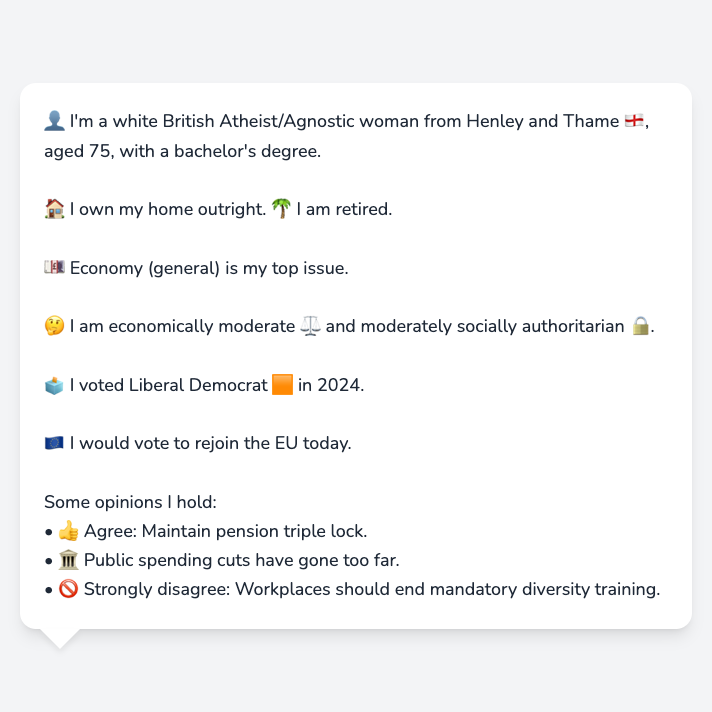 👤 I'm a white British Atheist/Agnostic woman from Henley and Thame 🏴󠁧󠁢󠁥󠁮󠁧󠁿,
aged 75, with a bachelor's degree.
🏠 I own my home outright. 🌴 I am retired.
💷 Economy (general) is my top issue.
🤔 I am economically moderate ⚖️ and moderately socially authoritarian 🔒.
🗳️ I voted Liberal Democrat 🟧 in 2024.
🇪🇺 I would vote to rejoin the EU today.
Some opinions I hold:
• 👍 Agree: Maintain pension triple lock.
• 🏛️ Public spending cuts have gone too far.
• 🚫 Strongly disagree: Workplaces should end mandatory diversity training.